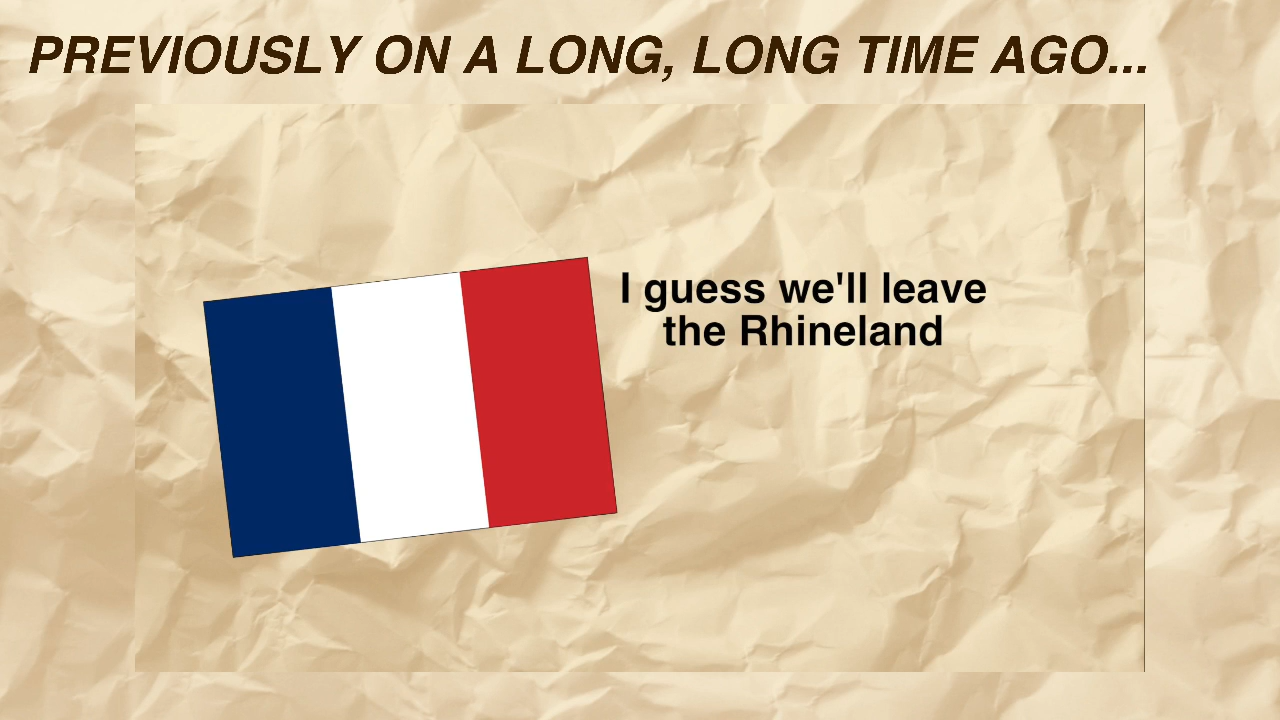 PREVIOUSLY ON A LONG, LONG TIME AGO...
I guess we'll leave
the Rhineland